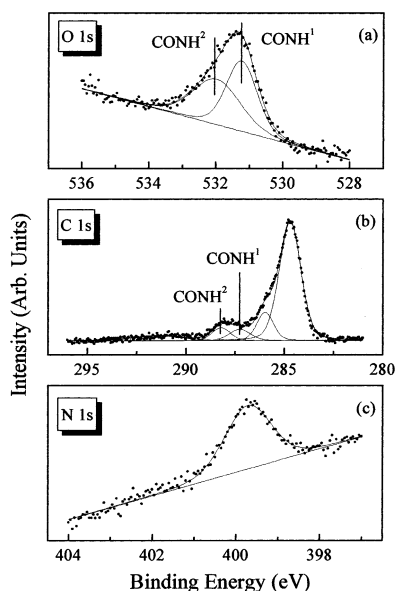 O 1s
CONH²
CONH¹
(a)
536 534 532 530 528
C 1s
(b)
CONH¹
CONH²
295 290 285 280
N 1s
(c)
404 402 400 398
Intensity (Arb. Units)
Binding Energy (eV)